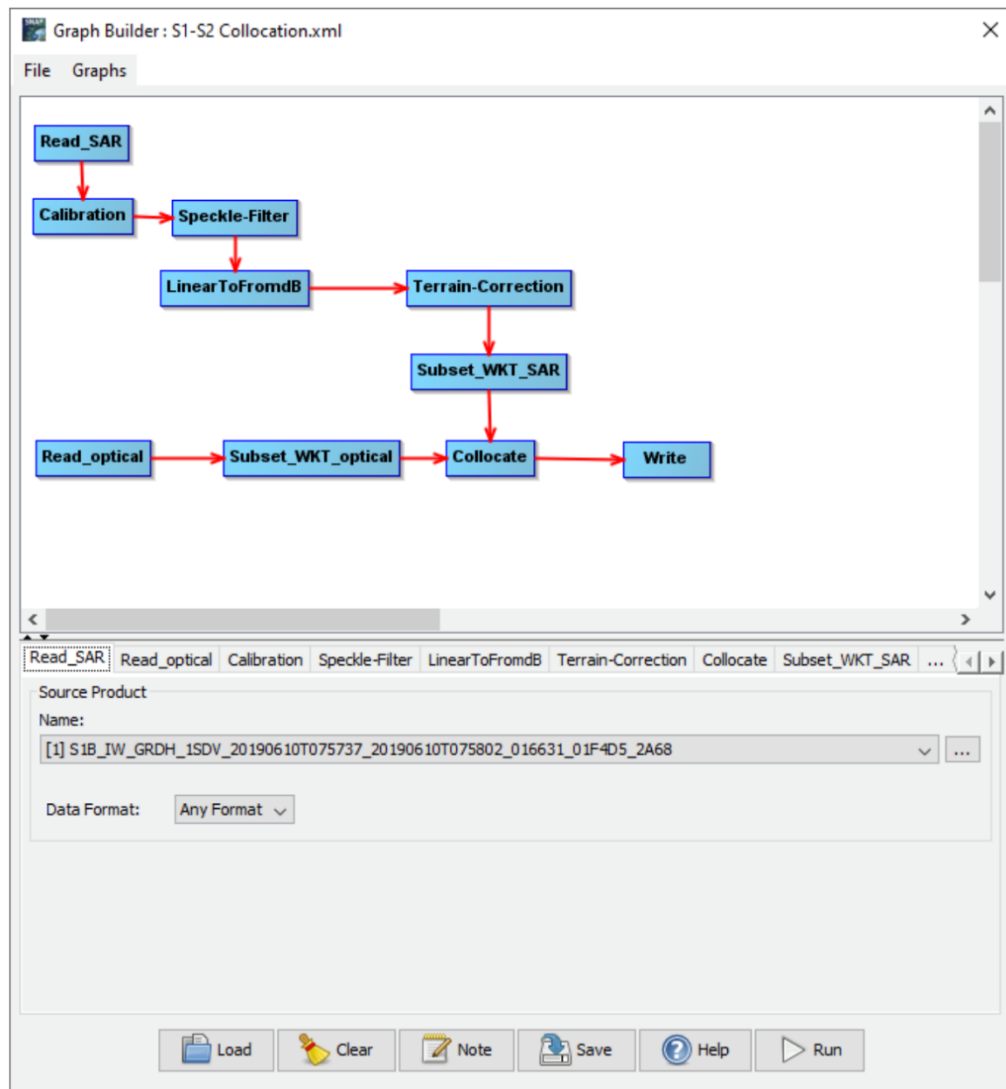 SNAP
Graph Builder : S1-S2 Collocation.xml
File Graphs
Read_SAR
Calibration Speckle-Filter
LinearToFromdB Terrain-Correction
Subset_WKT_SAR
Read_optical Subset_WKT_optical Collocate Write
Read_SAR Read_optical Calibration Speckle-Filter LinearToFromdB Terrain-Correction Collocate Subset_WKT_SAR ...
Source Product
Name:
[1] S1B_IW_GRDH_1SDV_20190610T075737_20190610T075802_016631_01F4D5_2A68 ...
Data Format: Any Format
Load Clear Note Save Help Run